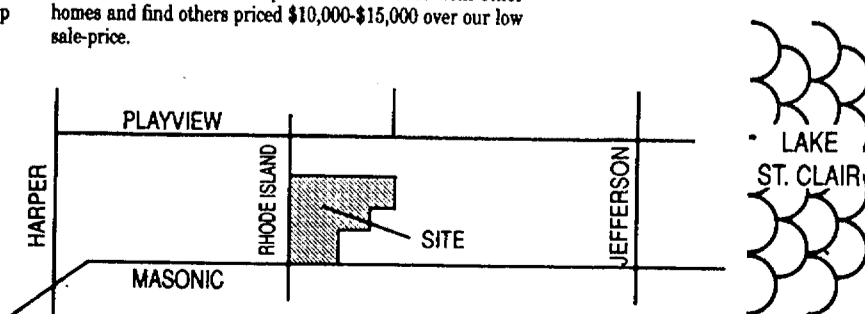 p
homes and find others priced $10,000-$15,000 over our low
sale-price.
PLAYVIEW
HARPER
RHODE ISLAND
JEFFERSON
LAKE
ST. CLAIR
SITE
MASONIC